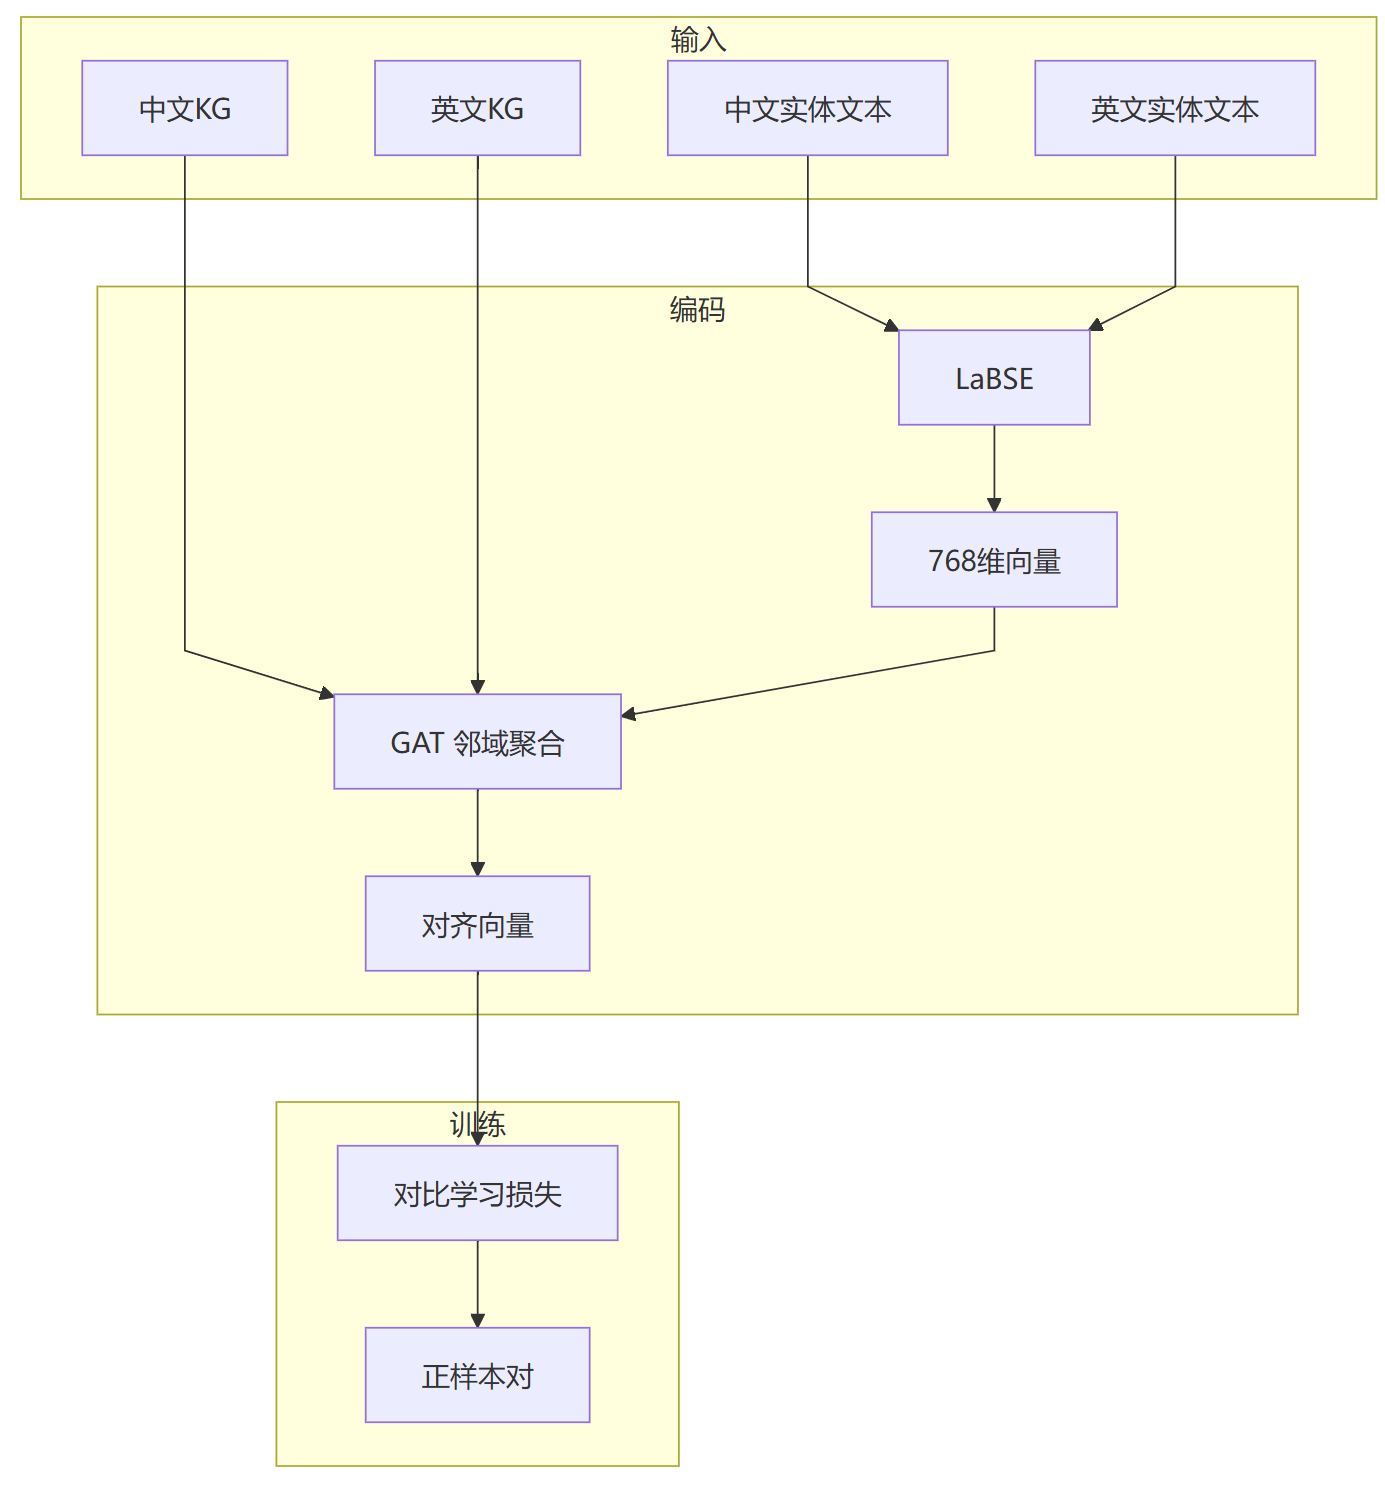 输入
中文KG
英文KG
中文实体文本
英文实体文本
编码
LaBSE
768维向量
GAT 邻域聚合
对齐向量
训练
对比学习损失
正样本对